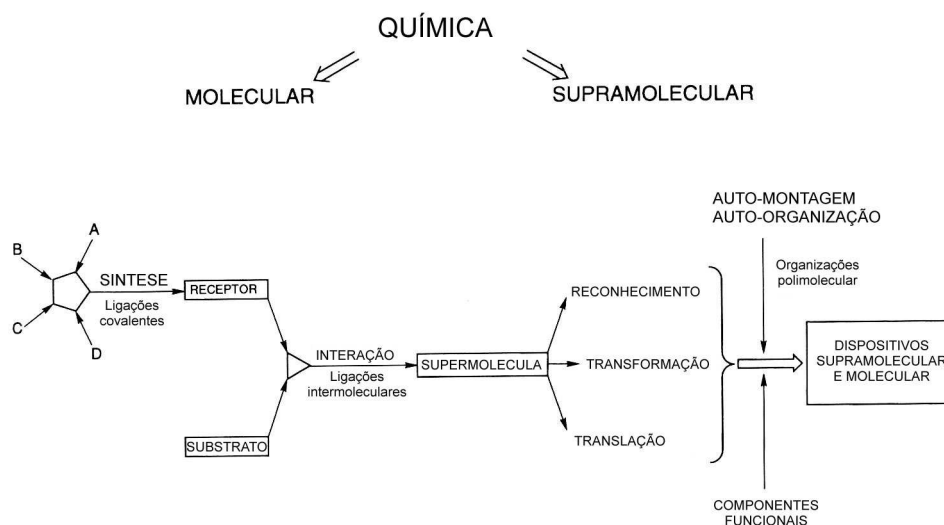 QUÍMICA
MOLECULAR
SUPRAMOLECULAR
A
B
C
D
SINTESE
Ligações
covalentes
RECEPTOR
SUBSTRATO
INTERAÇÃO
Ligações
intermoleculares
SUPERMOLECULA
RECONHECIMENTO
TRANSFORMAÇÃO
TRANSLAÇÃO
AUTO-MONTAGEM
AUTO-ORGANIZAÇÃO
Organizações
polimolecular
DISPOSITIVOS
SUPRAMOLECULAR
E MOLECULAR
COMPONENTES
FUNCIONAIS